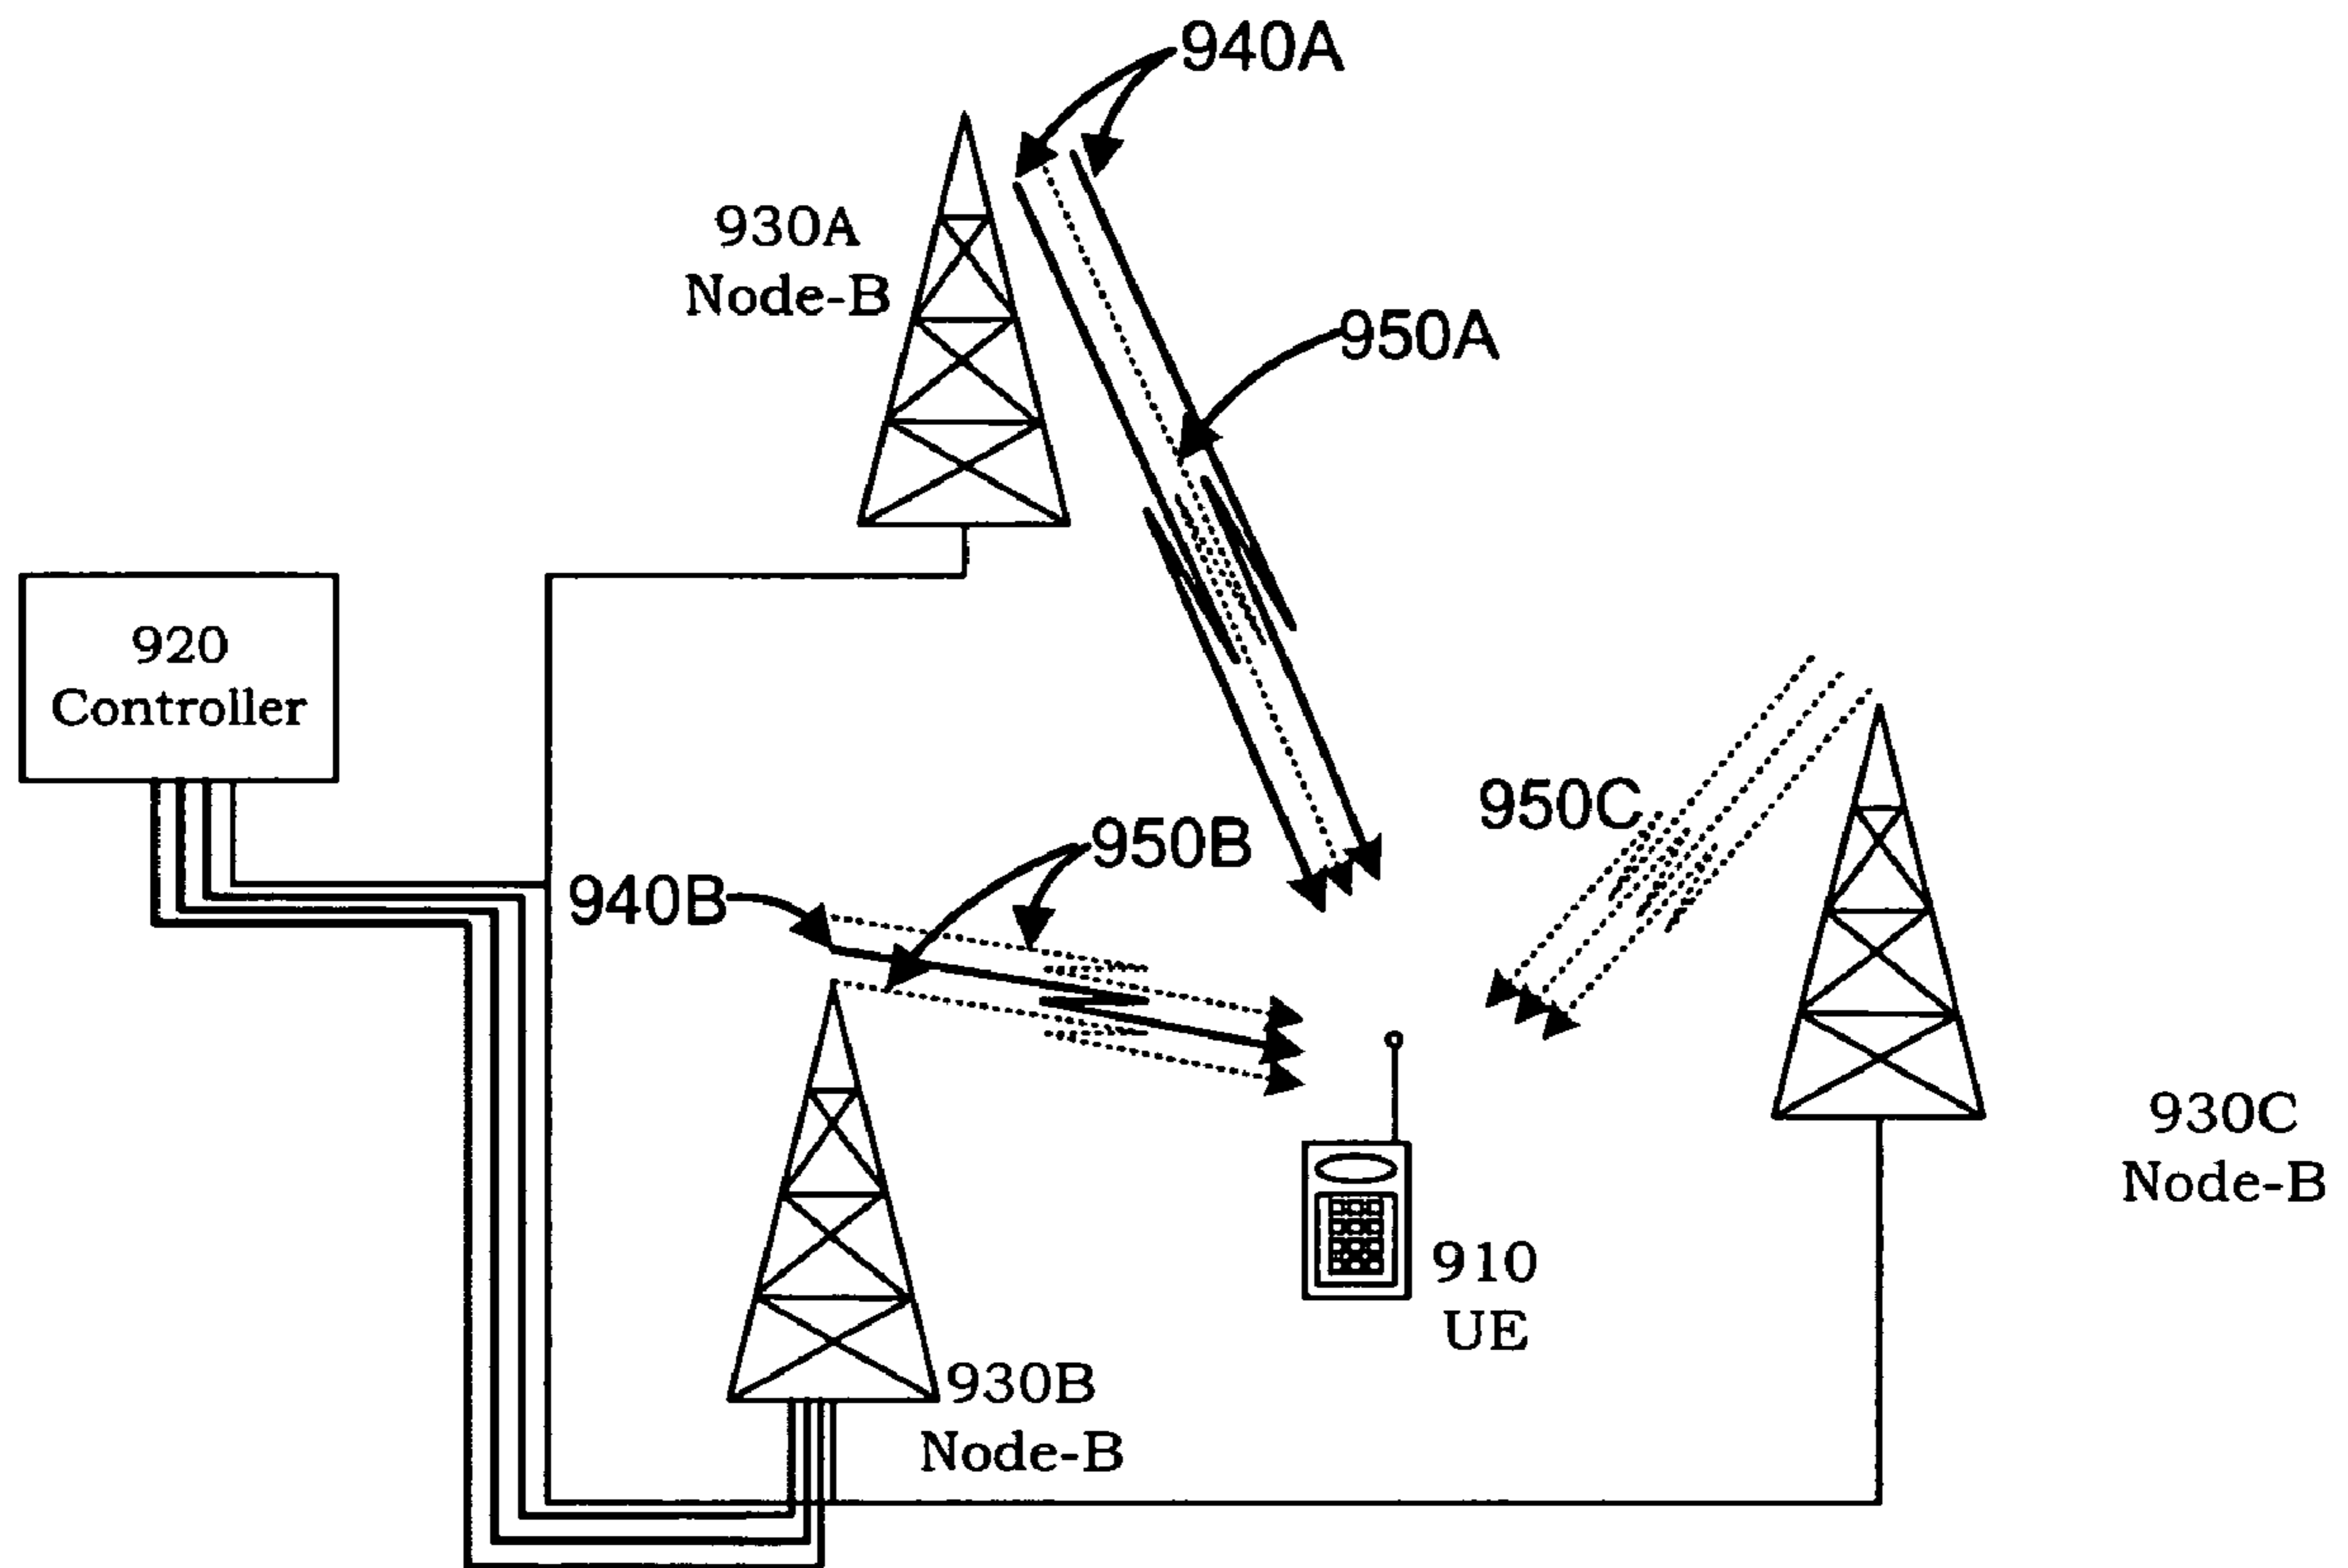 940A
930A
Node-B
950A
920
Controller
950C
950B
940B
930C
Node-B
910
UE
930B
Node-B